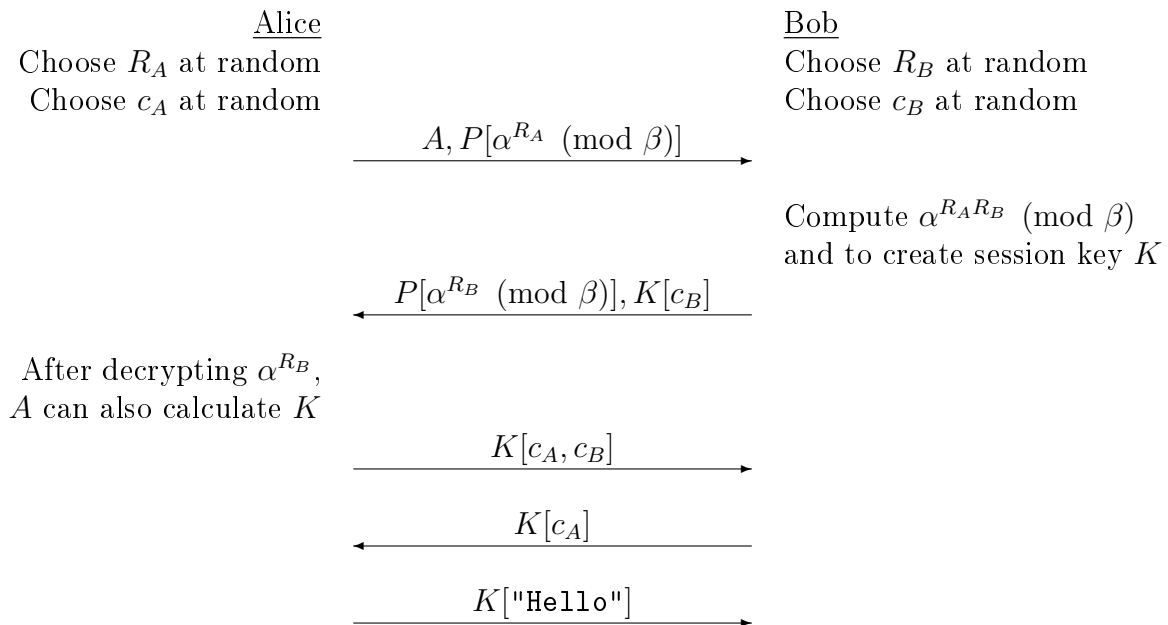 Alice
Bob
Choose R_A at random
Choose R_B at random
Choose c_A at random
Choose c_B at random
A, P[α^{R_A} (mod β)]
Compute α^{R_A R_B} (mod β)
and to create session key K
P[α^{R_B} (mod β)], K[c_B]
After decrypting α^{R_B},
A can also calculate K
K[c_A, c_B]
K[c_A]
K["Hello"]